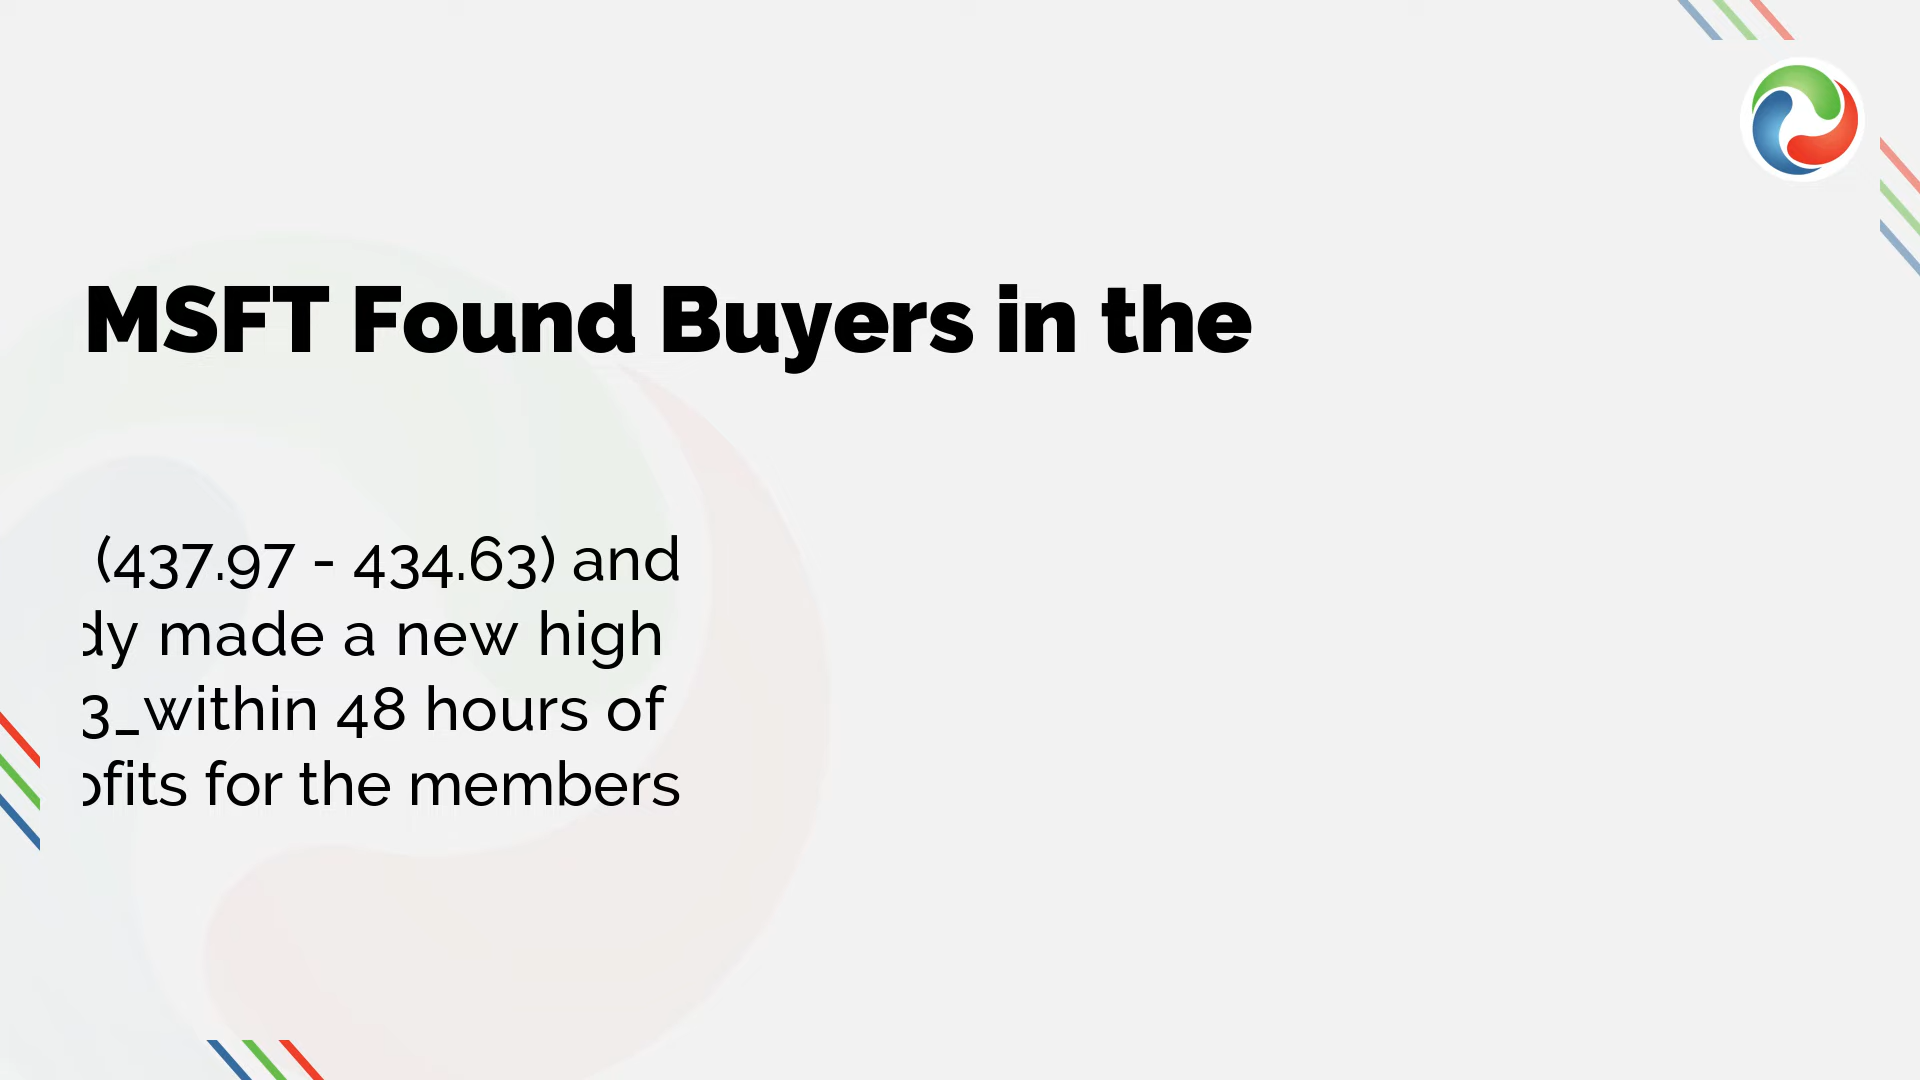 MSFT Found Buyers in the
(437.97 - 434.63) and
made a new high
within 48 hours of
for the members